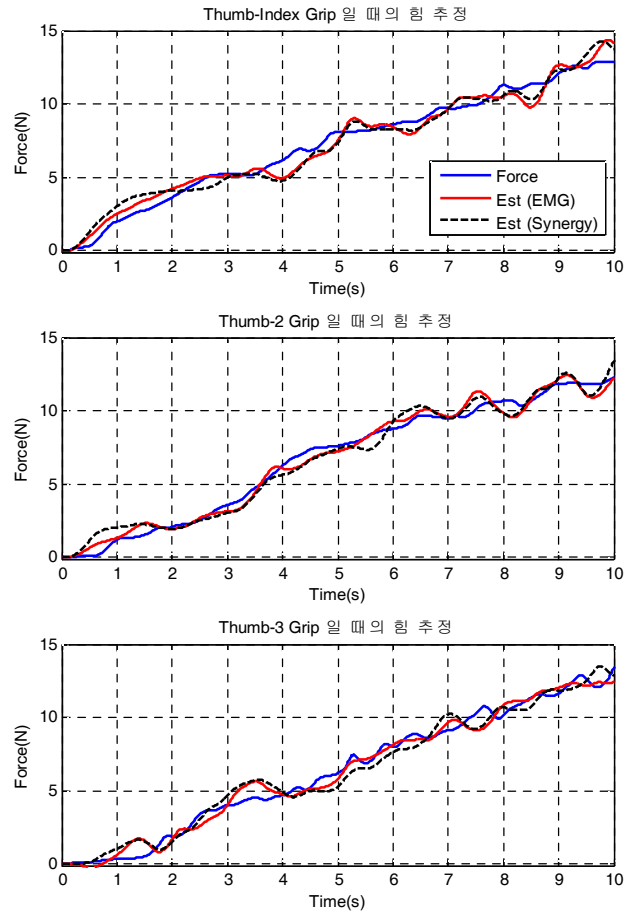 Thumb-Index Grip 일 때의 힘 추정
15
10
5
0
Force(N)
0 1 2 3 4 5 6 7 8 9 10
Time(s)
Force
Est (EMG)
Est (Synergy)
Thumb-2 Grip 일 때의 힘 추정
15
10
5
0
Force(N)
0 1 2 3 4 5 6 7 8 9 10
Time(s)
Thumb-3 Grip 일 때의 힘 추정
15
10
5
0
Force(N)
0 1 2 3 4 5 6 7 8 9 10
Time(s)